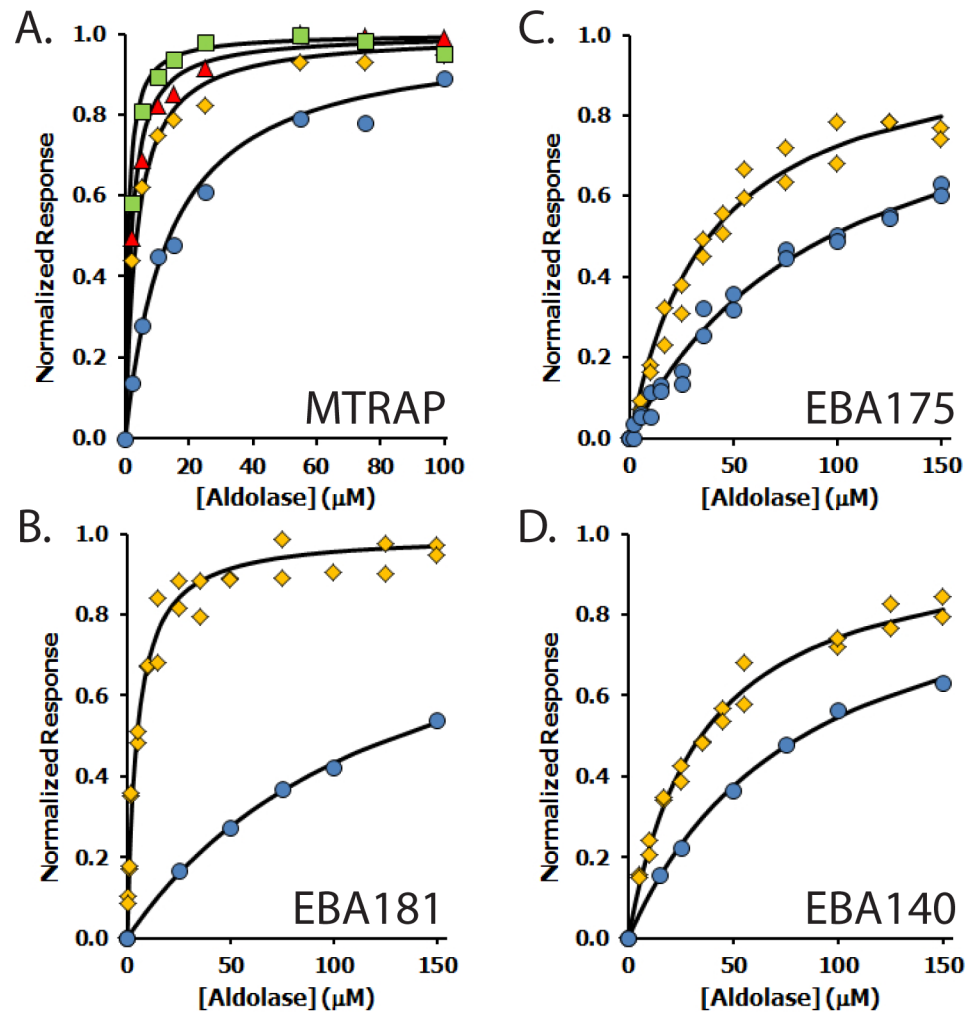 A.
1.0
0.8
0.6
0.4
0.2
0.0
Normalized Response
MTRAP
0 20 40 60 80 100
[Aldolase] (μM)
C.
1.0
0.8
0.6
0.4
0.2
0.0
Normalized Response
EBA175
0 50 100 150
[Aldolase] (μM)
B.
1.0
0.8
0.6
0.4
0.2
0.0
Normalized Response
EBA181
0 50 100 150
[Aldolase] (μM)
D.
1.0
0.8
0.6
0.4
0.2
0.0
Normalized Response
EBA140
0 50 100 150
[Aldolase] (μM)